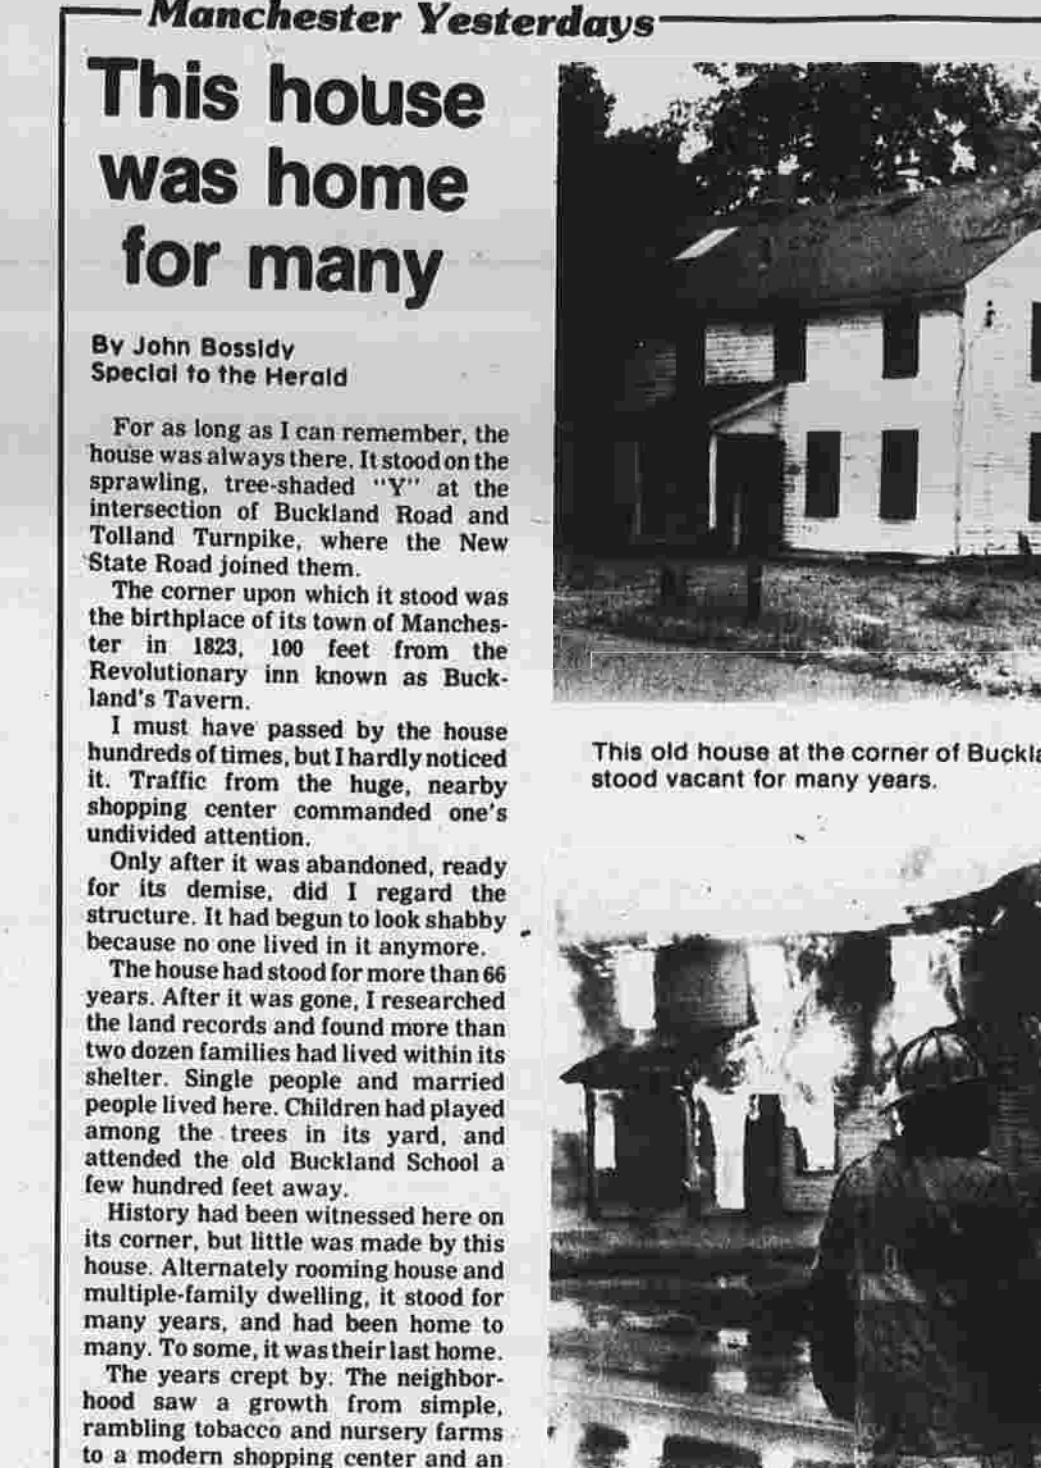 Manchester Yesterdays
This house
was home
for many
By John Bossidy
Special to the Herald
For as long as I can remember, the
house was always there. It stood on the
sprawling, tree-shaded "Y" at the
intersection of Buckland Road and
Tolland Turnpike, where the New
State Road joined them.
The corner upon which it stood was
the birthplace of its town of Manches-
ter in 1823, 100 feet from the
Revolutionary inn known as Buck-
land's Tavern.
I must have passed by the house
hundreds of times, but I hardly noticed
it. Traffic from the huge, nearby
shopping center commanded one's
undivided attention.
Only after it was abandoned, ready
for its demise, did I regard the
structure. It had begun to look shabby
because no one lived in it anymore.
The house had stood for more than 66
years. After it was gone, I researched
the land records and found more than
two dozen families had lived within its
shelter. Single people and married
people lived here. Children had played
among the trees in its yard, and
attended the old Buckland School a
few hundred feet away.
History had been witnessed here on
its corner, but little was made by this
house. Alternately rooming house and
multiple-family dwelling, it stood for
many years, and had been home to
many. To some, it was their last home.
The years crept by. The neighbor-
hood saw a growth from simple,
rambling tobacco and nursery farms
to a modern shopping center and an
This old house at the corner of Buckla
stood vacant for many years.